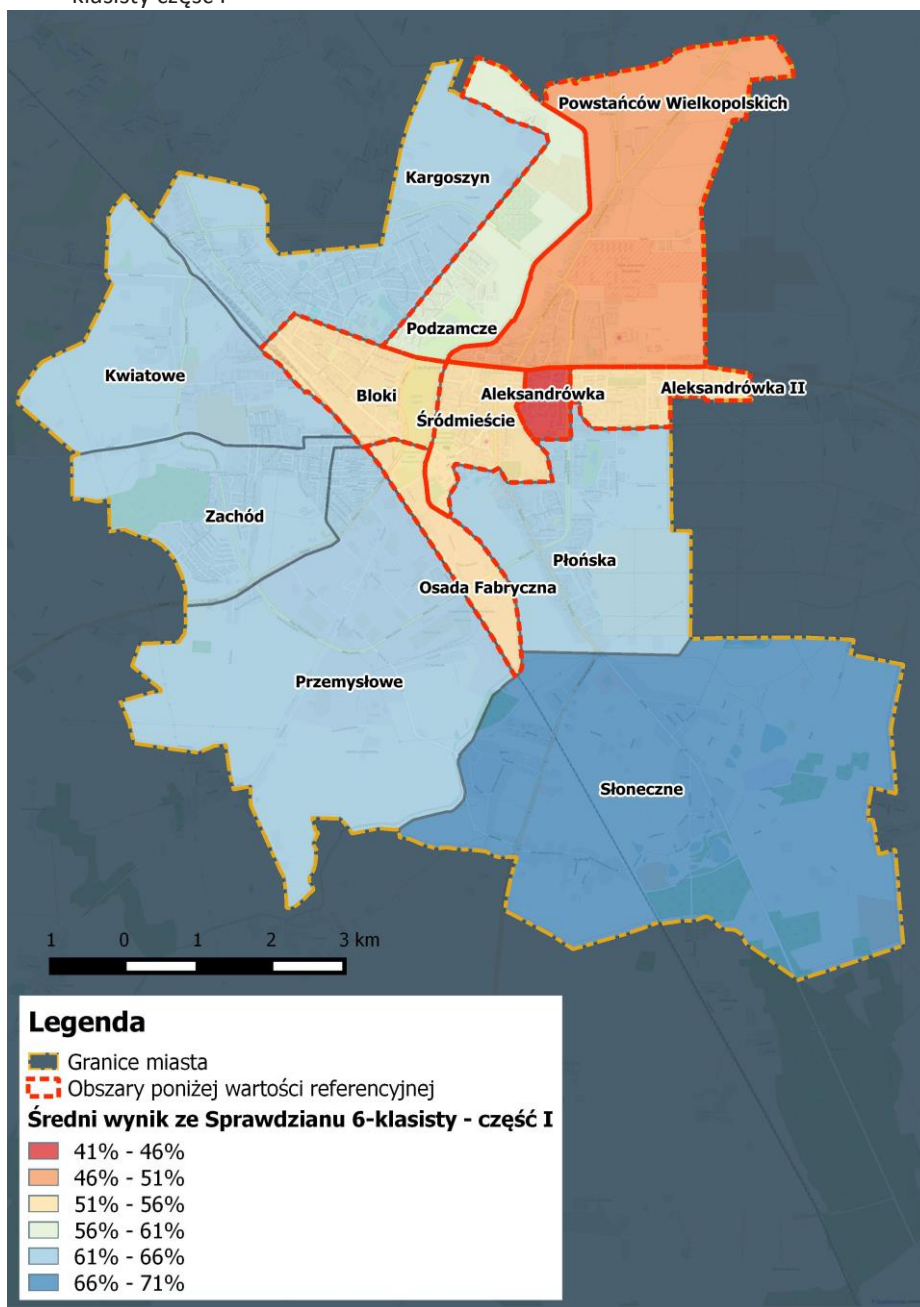 klasisty część I
Powstańców Wielkopolskich
Kargoszyn
Podzamcze
Kwiatowe
Bloki
Aleksandrówka
Aleksandrówka II
Śródmieście
Zachód
Płońska
Osada Fabryczna
Przemysłowe
Słoneczne
1 0 1 2 3 km
Legenda
Granice miasta
Obszary poniżej wartości referencyjnej
Średni wynik ze Sprawdzianu 6-klasisty - część I
41% - 46%
46% - 51%
51% - 56%
56% - 61%
61% - 66%
66% - 71%